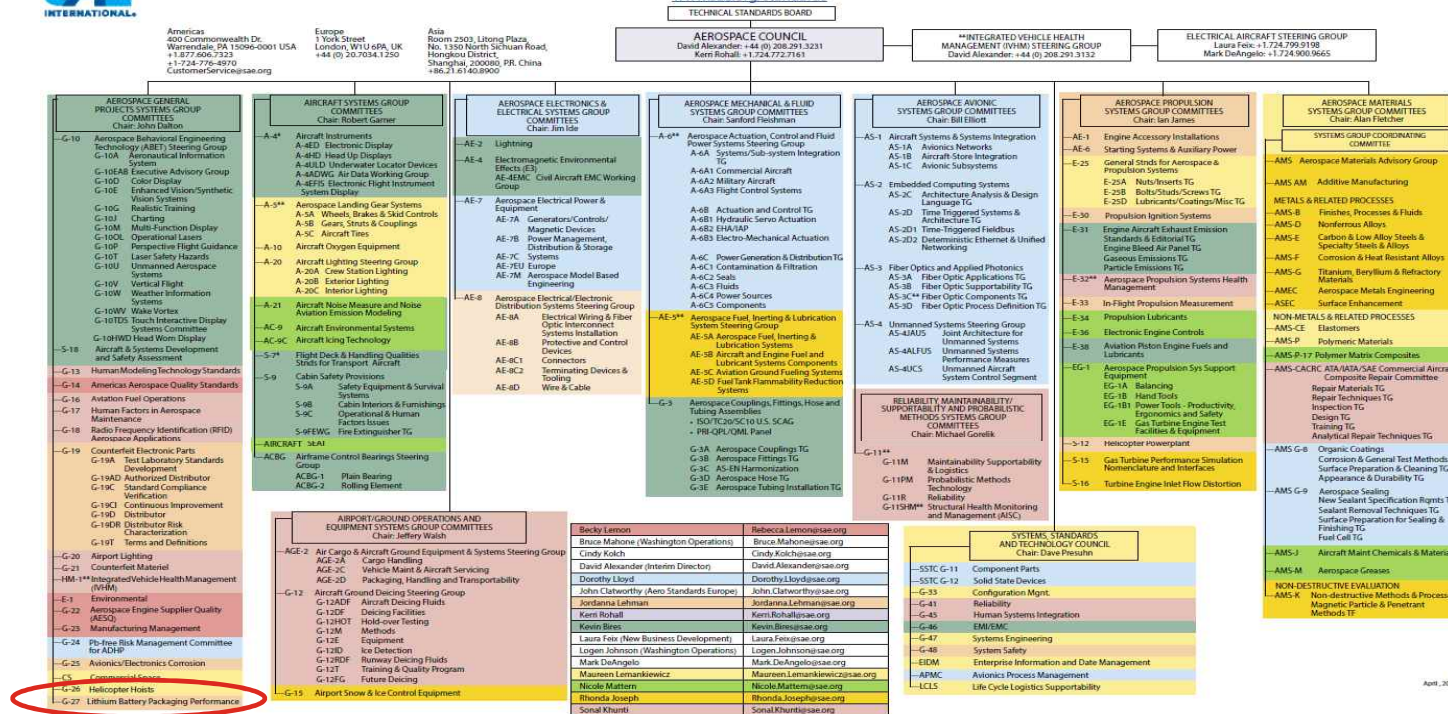 INTERNATIONAL®
TECHNICAL STANDARDS BOARD
Americas
400 Commonwealth Dr.
Warrendale, PA 15096-0001 USA
+1.877.606.7323
+1-724-776-4970
CustomerService@sae.org
Europe
1 York Street
London, W1U 6PA, UK
+44 (0) 20.7034.1250
Asia
Room 2503, Litong Plaza,
No. 1350 North Sichuan Road,
Hongkou District,
Shanghai, 200080, P.R. China
+86.21.6140.8900
AEROSPACE COUNCIL
David Alexander: +44 (0) 208.291.3231
Kerri Rohall: +1.724.772.7161
**INTEGRATED VEHICLE HEALTH
MANAGEMENT (IVHM) STEERING GROUP
David Alexander: +44 (0) 208.291.3132
ELECTRICAL AIRCRAFT STEERING GROUP
Laura Feix: +1.724.799.9198
Mark DeAngelo: +1.724.900.9665
AEROSPACE GENERAL
PROJECTS SYSTEMS GROUP
COMMITTEES
Chair: John Dalton
G-10 Aerospace Behavioral Engineering
Technology (ABET) Steering Group
G-10A Aeronautical Information
System
G-10EAB Executive Advisory Group
G-10D Color Display
G-10E Enhanced Vision/Synthetic
Vision Systems
G-10G Realistic Training
G-10J Charting
G-10M Multi-Function Display
G-10OL Operational Lasers
G-10P Perspective Flight Guidance
G-10T Laser Safety Hazards
G-10U Unmanned Aerospace
Systems
G-10V Vertical Flight
G-10W Weather Information
Systems
G-10WV Wake Vortex
G-10TDS Touch Interactive Display
Systems Committee
G-10HWD Head Worn Display
S-18 Aircraft & Systems Development
and Safety Assessment
G-13 Human Modeling Technology Standards
G-14 Americas Aerospace Quality Standards
G-16 Aviation Fuel Operations
G-17 Human Factors in Aerospace
Maintenance
G-18 Radio Frequency Identification (RFID)
Aerospace Applications
G-19 Counterfeit Electronic Parts
G-19A Test Laboratory Standards
Development
G-19AD Authorized Distributor
G-19C Standard Compliance
Verification
G-19CI Continuous Improvement
G-19D Distributor
G-19DR Distributor Risk
Characterization
G-19T Terms and Definitions
G-20 Airport Lighting
G-21 Counterfeit Materiel
HM-1** Integrated Vehicle Health Management
(IVHM)
E-1 Environmental
G-22 Aerospace Engine Supplier Quality
(AESQ)
G-23 Manufacturing Management
G-24 Pb-free Risk Management Committee
for ADHP
G-25 Avionics/Electronics Corrosion
CS Commercial Space
G-26 Helicopter Hoists
G-27 Lithium Battery Packaging Performance
AIRCRAFT SYSTEMS GROUP
COMMITTEES
Chair: Robert Garner
A-4* Aircraft Instruments
A-4ED Electronic Display
A-4HD Head Up Displays
A-4ULD Underwater Locator Devices
A-4ADWG Air Data Working Group
A-4EFIS Electronic Flight Instrument
System Display
A-5** Aerospace Landing Gear Systems
A-5A Wheels, Brakes & Skid Controls
A-5B Gears, Struts & Couplings
A-5C Aircraft Tires
A-10 Aircraft Oxygen Equipment
A-20 Aircraft Lighting Steering Group
A-20A Crew Station Lighting
A-20B Exterior Lighting
A-20C Interior Lighting
A-21 Aircraft Noise Measure and Noise
Aviation Emission Modeling
AC-9 Aircraft Environmental Systems
AC-9C Aircraft Icing Technology
S-7* Flight Deck & Handling Qualities
Stnds for Transport Aircraft
S-9 Cabin Safety Provisions
S-9A Safety Equipment & Survival
Systems
S-9B Cabin Interiors & Furnishings
S-9C Operational & Human
Factors Issues
S-9FEWG Fire Extinguisher TG
AIRCRAFT SEAT
ACBG Airframe Control Bearings Steering
Group
ACBG-1 Plain Bearing
ACBG-2 Rolling Element
AEROSPACE ELECTRONICS &
ELECTRICAL SYSTEMS GROUP
COMMITTEES
Chair: Jim Ide
AE-2 Lightning
AE-4 Electromagnetic Environmental
Effects (E3)
AE-4EMC Civil Aircraft EMC Working
Group
AE-7 Aerospace Electrical Power &
Equipment
AE-7A Generators/Controls/
Magnetic Devices
AE-7B Power Management,
Distribution & Storage
AE-7C Systems
AE-7EU Europe
AE-7M Aerospace Model Based
Engineering
AE-8 Aerospace Electrical/Electronic
Distribution Systems Steering Group
AE-8A Electrical Wiring & Fiber
Optic Interconnect
Systems Installation
AE-8B Protective and Control
Devices
AE-8C1 Connectors
AE-8C2 Terminating Devices &
Tooling
AE-8D Wire & Cable
AEROSPACE MECHANICAL & FLUID
SYSTEMS GROUP COMMITTEES
Chair: Sanford Fleishman
A-6** Aerospace Actuation, Control and Fluid
Power Systems Steering Group
A-6A Systems/Sub-system Integration
TG
A-6A1 Commercial Aircraft
A-6A2 Military Aircraft
A-6A3 Flight Control Systems
A-6B Actuation and Control TG
A-6B1 Hydraulic Servo Actuation
A-6B2 EHA/IAP
A-6B3 Electro-Mechanical Actuation
A-6C Power Generation & Distribution TG
A-6C1 Contamination & Filtration
A-6C2 Seals
A-6C3 Fluids
A-6C4 Power Sources
A-6C5 Components
AE-5** Aerospace Fuel, Inerting & Lubrication
System Steering Group
AE-5A Aerospace Fuel, Inerting &
Lubrication Systems
AE-5B Aircraft and Engine Fuel and
Lubricant Systems Components
AE-5C Aviation Ground Fueling Systems
AE-5D Fuel Tank Flammability Reduction
Systems
G-3 Aerospace Couplings, Fittings, Hose and
Tubing Assemblies
• ISO/TC20/SC10 U.S. SCAG
• PRI-QPL/QML Panel
G-3A Aerospace Couplings TG
G-3B Aerospace Fittings TG
G-3C AS-EN Harmonization
G-3D Aerospace Hose TG
G-3E Aerospace Tubing Installation TG
AEROSPACE AVIONIC
SYSTEMS GROUP COMMITTEES
Chair: Bill Elliott
AS-1 Aircraft Systems & Systems Integration
AS-1A Avionics Networks
AS-1B Aircraft-Store Integration
AS-1C Avionic Subsystems
AS-2 Embedded Computing Systems
AS-2C Architecture Analysis & Design
Language TG
AS-2D Time Triggered Systems &
Architecture TG
AS-2D1 Time-Triggered Fieldbus
AS-2D2 Deterministic Ethernet & Unified
Networking
AS-3 Fiber Optics and Applied Photonics
AS-3A Fiber Optic Applications TG
AS-3B Fiber Optic Supportability TG
AS-3C** Fiber Optic Components TG
AS-3D Fiber Optic Process Definition TG
AS-4 Unmanned Systems Steering Group
AS-4JAUS Joint Architecture for
Unmanned Systems
AS-4ALFUS Unmanned Systems
Performance Measures
AS-4UCS Unmanned Aircraft
System Control Segment
RELIABILITY, MAINTAINABILITY/
SUPPORTABILITY AND PROBABILISTIC
METHODS SYSTEMS GROUP
COMMITTEES
Chair: Michael Gorelik
G-11**
G-11M Maintainability Supportability
& Logistics
G-11PM Probabilistic Methods
Technology
G-11R Reliability
G-11SHM** Structural Health Monitoring
and Management (AISC)
AEROSPACE PROPULSION
SYSTEMS GROUP COMMITTEES
Chair: Ian James
AE-1 Engine Accessory Installations
AE-6 Starting Systems & Auxiliary Power
E-25 General Stnds for Aerospace &
Propulsion Systems
E-25A Nuts/Inserts TG
E-25B Bolts/Studs/Screws TG
E-25D Lubricants/Coatings/Misc TG
E-30 Propulsion Ignition Systems
E-31 Engine Aircraft Exhaust Emission
Standards & Editorial TG
Engine Bleed Air Panel TG
Gaseous Emissions TG
Particle Emissions TG
E-32** Aerospace Propulsion Systems Health
Management
E-33 In-Flight Propulsion Measurement
E-34 Propulsion Lubricants
E-36 Electronic Engine Controls
E-38 Aviation Piston Engine Fuels and
Lubricants
EG-1 Aerospace Propulsion Sys Support
Equipment
EG-1A Balancing
EG-1B Hand Tools
EG-1B1 Power Tools - Productivity,
Ergonomics and Safety
EG-1E Gas Turbine Engine Test
Facilities & Equipment
S-12 Helicopter Powerplant
S-15 Gas Turbine Performance Simulation
Nomenclature and Interfaces
S-16 Turbine Engine Inlet Flow Distortion
AEROSPACE MATERIALS
SYSTEMS GROUP COMMITTEES
Chair: Alan Fletcher
SYSTEMS GROUP COORDINATING
COMMITTEE
AMS Aerospace Materials Advisory Group
AMS AM Additive Manufacturing
METALS & RELATED PROCESSES
AMS-B Finishes, Processes & Fluids
AMS-D Nonferrous Alloys
AMS-E Carbon & Low Alloy Steels &
Specialty Steels & Alloys
AMS-F Corrosion & Heat Resistant Alloys
AMS-G Titanium, Beryllium & Refractory
Materials
AMEC Aerospace Metals Engineering
ASEC Surface Enhancement
NON-METALS & RELATED PROCESSES
AMS-CE Elastomers
AMS-P Polymeric Materials
AMS-P-17 Polymer Matrix Composites
AMS-CACRC ATA/IATA/SAE Commercial Aircra
Composite Repair Committee
Repair Materials TG
Repair Techniques TG
Inspection TG
Design TG
Training TG
Analytical Repair Techniques TG
AMS G-8 Organic Coatings
Corrosion & General Test Methods
Surface Preparation & Cleaning TG
Appearance & Durability TG
AMS G-9 Aerospace Sealing
New Sealant Specification Rqmts T
Sealant Removal Techniques TG
Surface Preparation for Sealing &
Finishing TG
Fuel Cell TG
AMS-J Aircraft Maint Chemicals & Materia
AMS-M Aerospace Greases
NON-DESTRUCTIVE EVALUATION
AMS-K Non-destructive Methods & Process
Magnetic Particle & Penetrant
Methods TF
AIRPORT/GROUND OPERATIONS AND
EQUIPMENT SYSTEMS GROUP COMMITTEES
Chair: Jeffery Walsh
AGE-2 Air Cargo & Aircraft Ground Equipment & Systems Steering Group
AGE-2A Cargo Handling
AGE-2C Vehicle Maint & Aircraft Servicing
AGE-2D Packaging, Handling and Transportability
G-12 Aircraft Ground Deicing Steering Group
G-12ADF Aircraft Deicing Fluids
G-12DF Deicing Facilities
G-12HOT Hold-over Testing
G-12M Methods
G-12E Equipment
G-12ID Ice Detection
G-12RDF Runway Deicing Fluids
G-12T Training & Quality Program
G-12FG Future Deicing
G-15 Airport Snow & Ice Control Equipment
Becky Lemon Rebecca.Lemon@sae.org
Bruce Mahone (Washington Operations) Bruce.Mahone@sae.org
Cindy Kolch Cindy.Kolch@sae.org
David Alexander (Interim Director) David.Alexander@sae.org
Dorothy Lloyd Dorothy.Lloyd@sae.org
John Clatworthy (Aero Standards Europe) John.Clatworthy@sae.org
Jordanna Lehman Jordanna.Lehman@sae.org
Kerri Rohall Kerri.Rohall@sae.org
Kevin Bires Kevin.Bires@sae.org
Laura Feix (New Business Development) Laura.Feix@sae.org
Logen Johnson (Washington Operations) Logen.Johnson@sae.org
Mark DeAngelo Mark.DeAngelo@sae.org
Maureen Lemankiewicz Maureen.Lemankiewicz@sae.org
Nicole Mattern Nicole.Mattern@sae.org
Rhonda Joseph Rhonda.Joseph@sae.org
Sonal Khunti Sonal.Khunti@sae.org
SYSTEMS, STANDARDS
AND TECHNOLOGY COUNCIL
Chair: Dave Presuhn
SSTC G-11 Component Parts
SSTC G-12 Solid State Devices
G-33 Configuration Mgnt.
G-41 Reliability
G-45 Human Systems Integration
G-46 EMI/EMC
G-47 Systems Engineering
G-48 System Safety
EIDM Enterprise Information and Date Management
APMC Avionics Process Management
LCLS Life Cycle Logistics Supportability
April , 20